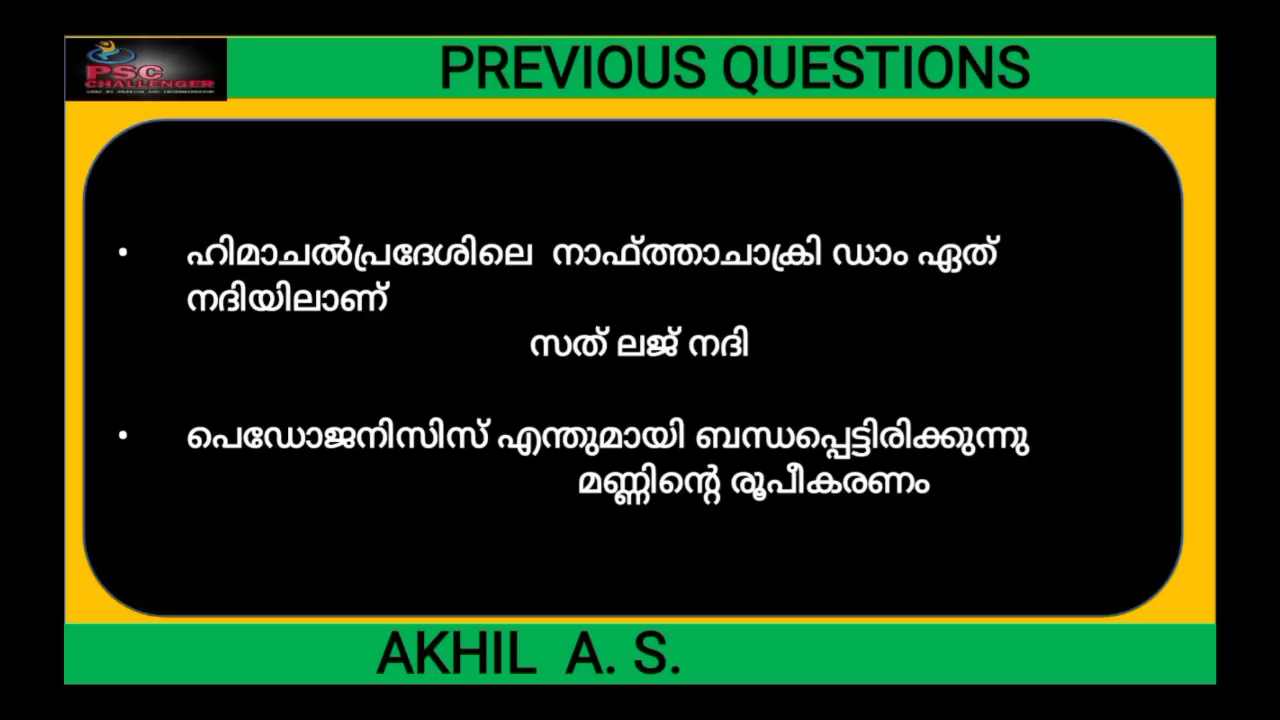 PSC
CHALLENGER
PREVIOUS QUESTIONS
• ഹിമാചൽപ്രദേശിലെ നാഫ്ത്താചാക്രി ഡാം ഏത്
നദിയിലാണ്
സത് ലജ് നദി
• പെഡോജനിസിസ് എന്തുമായി ബന്ധപ്പെട്ടിരിക്കുന്നു
മണ്ണിന്റെ രൂപീകരണം
AKHIL A. S.